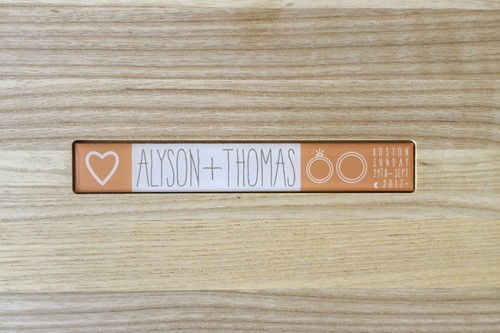 ALYSON+THOMAS
BOSTON
SUNDAY
24TH-SEPT
2017